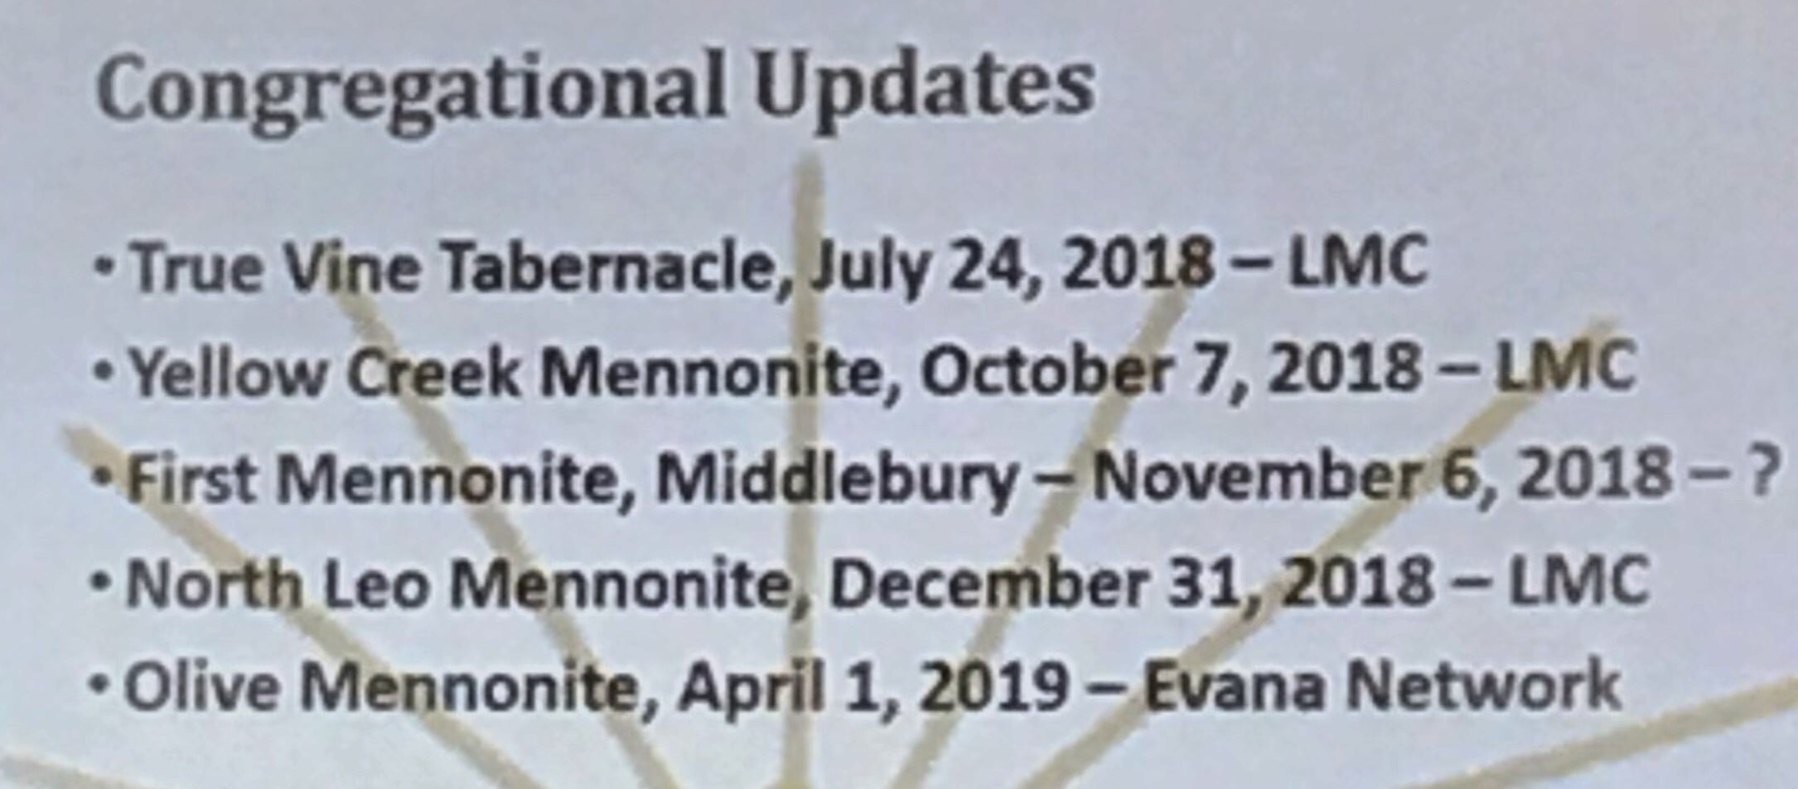 Congregational Updates
• True Vine Tabernacle, July 24, 2018 – LMC
• Yellow Creek Mennonite, October 7, 2018 – LMC
• First Mennonite, Middlebury – November 6, 2018 – ?
• North Leo Mennonite, December 31, 2018 – LMC
• Olive Mennonite, April 1, 2019 – Evana Network